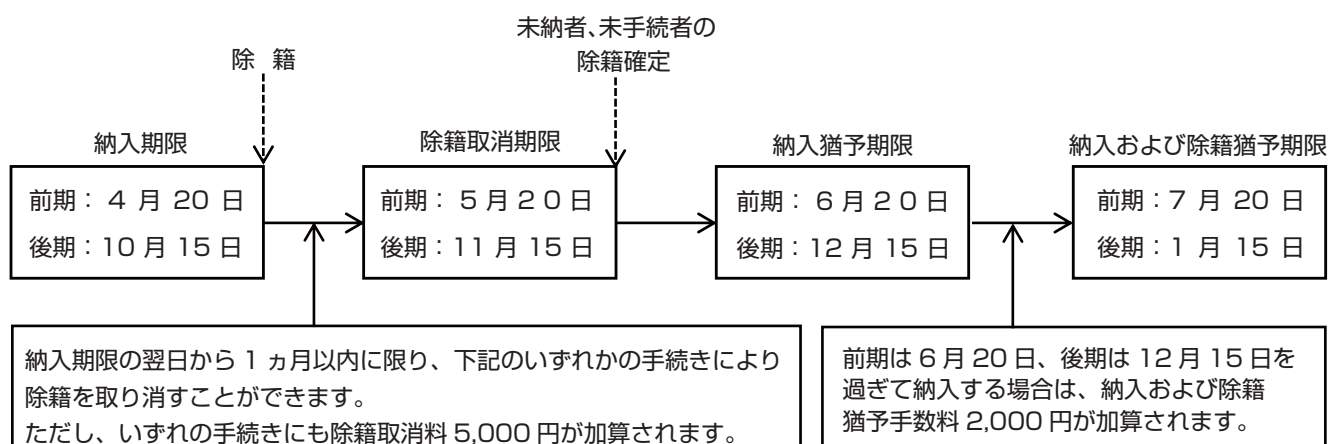 未納者、未手続者の
除籍確定
除 籍
納入期限
除籍取消期限
納入猶予期限
納入および除籍猶予期限
前期：4 月 20 日
後期：10 月 15 日
前期：5 月 2 0 日
後期：11 月 15 日
前期：6 月 2 0 日
後期：12 月 15 日
前期：7 月 20 日
後期：1 月 15 日
納入期限の翌日から 1 ヵ月以内に限り、下記のいずれかの手続きにより
除籍を取り消すことができます。
ただし、いずれの手続きにも除籍取消料 5,000 円が加算されます。
前期は 6 月 20 日、後期は 12 月 15 日を
過ぎて納入する場合は、納入および除籍
猶予手数料 2,000 円が加算されます。